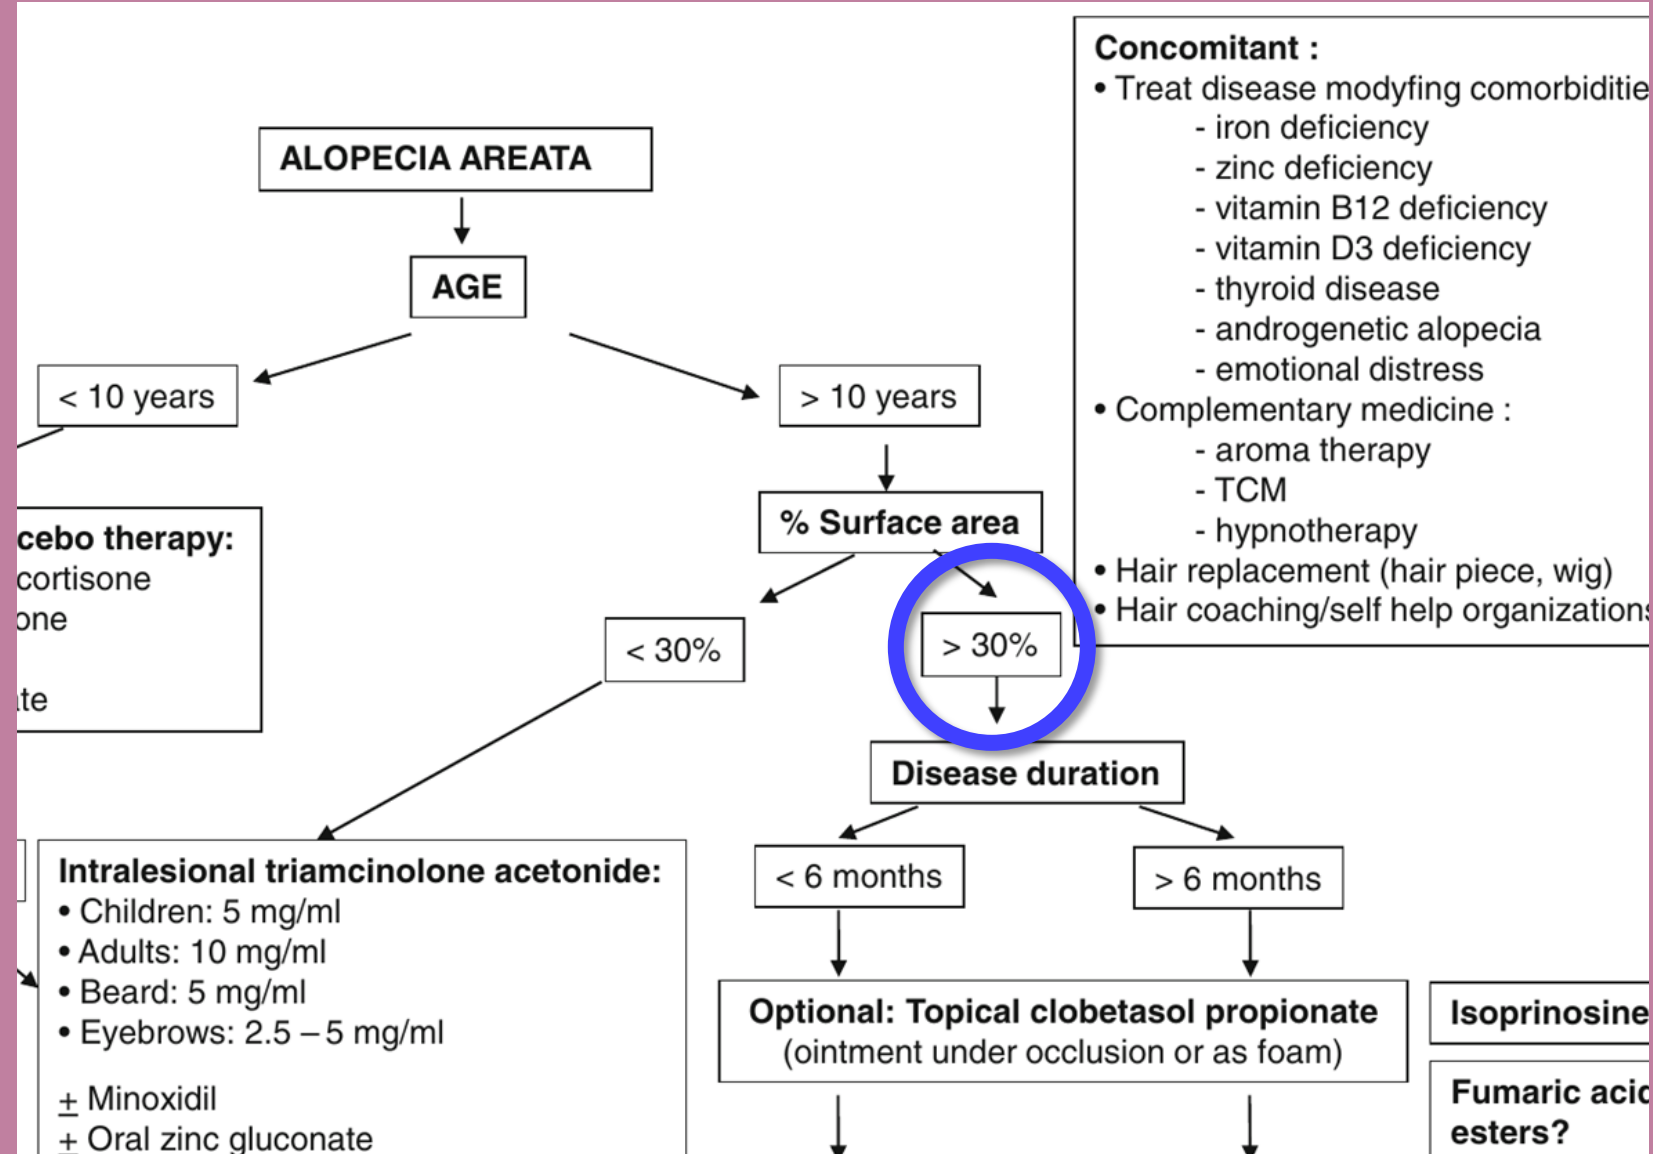 Concomitant :
• Treat disease modyfing comorbiditie
- iron deficiency
- zinc deficiency
- vitamin B12 deficiency
- vitamin D3 deficiency
- thyroid disease
- androgenetic alopecia
- emotional distress
• Complementary medicine :
- aroma therapy
- TCM
- hypnotherapy
• Hair replacement (hair piece, wig)
• Hair coaching/self help organizations
ALOPECIA AREATA
AGE
< 10 years
> 10 years
% Surface area
cebo therapy:
cortisone
one
te
< 30%
> 30%
Disease duration
< 6 months
> 6 months
Intralesional triamcinolone acetonide:
• Children: 5 mg/ml
• Adults: 10 mg/ml
• Beard: 5 mg/ml
• Eyebrows: 2.5 – 5 mg/ml
± Minoxidil
± Oral zinc gluconate
Optional: Topical clobetasol propionate
(ointment under occlusion or as foam)
Isoprinosine
Fumaric acid
esters?